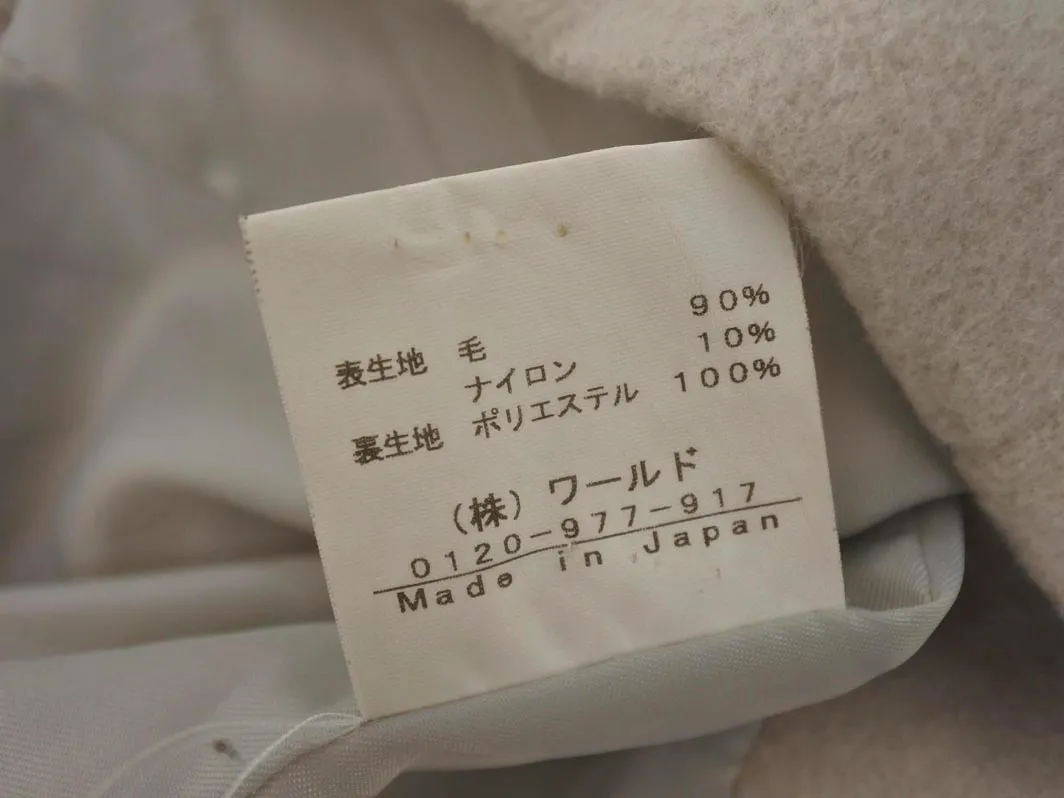 表生地 毛 90%
ナイロン 10%
裏生地 ポリエステル 100%
(株)ワールド
0120-977-917
Made in Japan